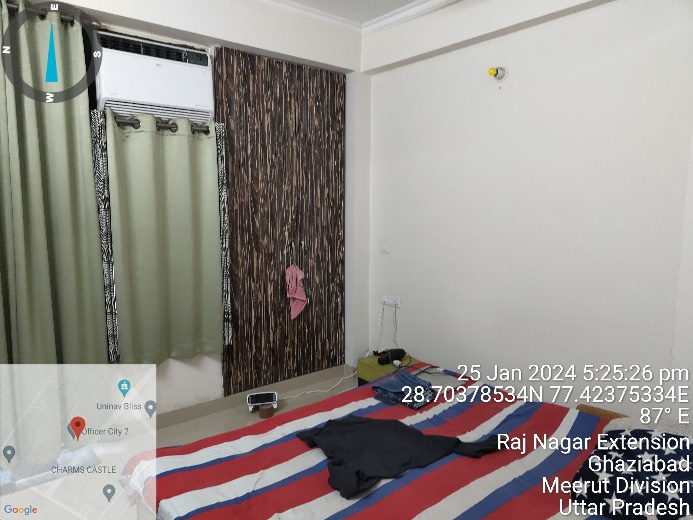 E
N
S
W
Uninav Bliss
Officer City 2
CHARMS CASTLE
Google
25 Jan 2024 5:25:26 pm
28.70378534N 77.42375334E
87° E
Raj Nagar Extension
Ghaziabad
Meerut Division
Uttar Pradesh